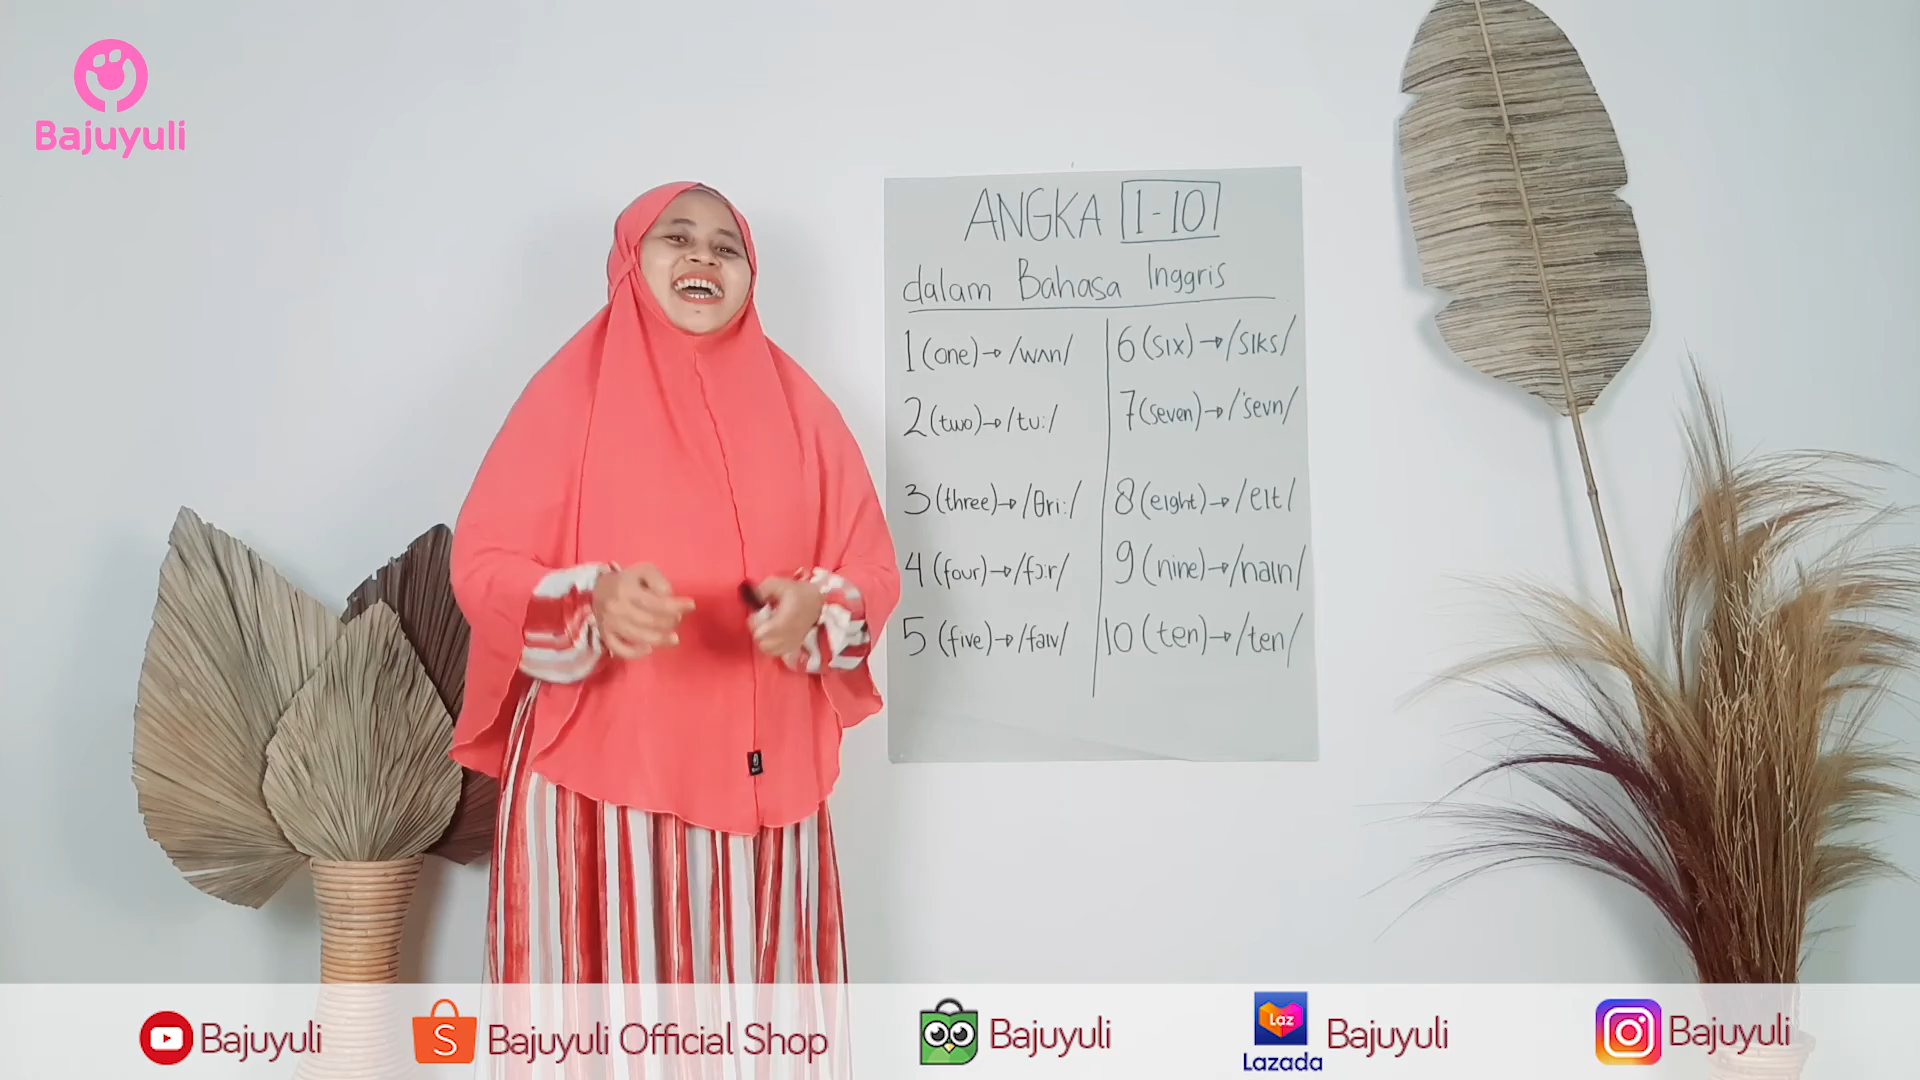 Bajuyuli
ANGKA 1-10
dalam Bahasa Inggris
1 (one) → /wʌn/
2 (two) → /tu:/
3 (three) → /θri:/
4 (four) → /fɔ:r/
5 (five) → /faɪv/
6 (six) → /sɪks/
7 (seven) → /ˈsevn/
8 (eight) → /eɪt/
9 (nine) → /naɪn/
10 (ten) → /ten/
Bajuyuli
S Bajuyuli Official Shop
Bajuyuli
Laz
Lazada
Bajuyuli
Bajuyuli